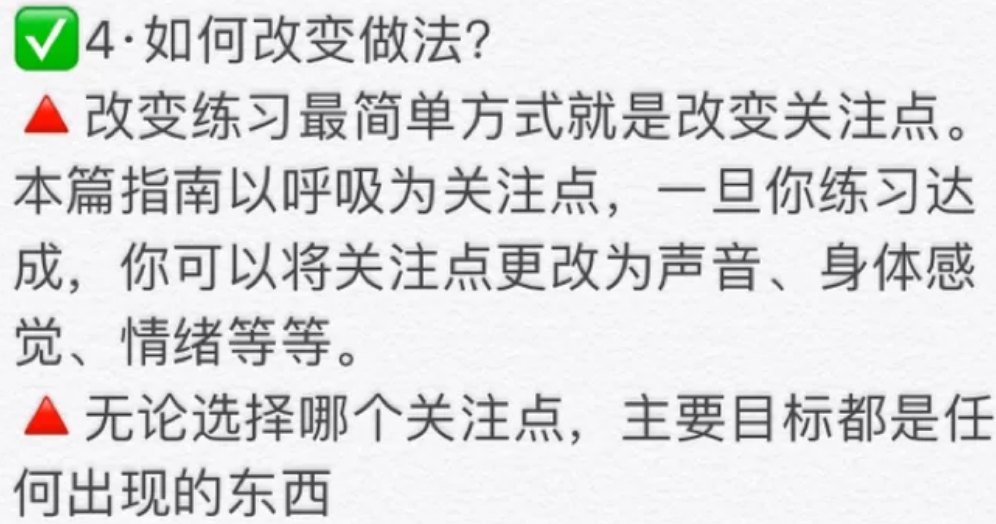 ✅4·如何改变做法?
🔺改变练习最简单方式就是改变关注点。
本篇指南以呼吸为关注点，一旦你练习达
成，你可以将关注点更改为声音、身体感
觉、情绪等等。
🔺无论选择哪个关注点，主要目标都是任
何出现的东西